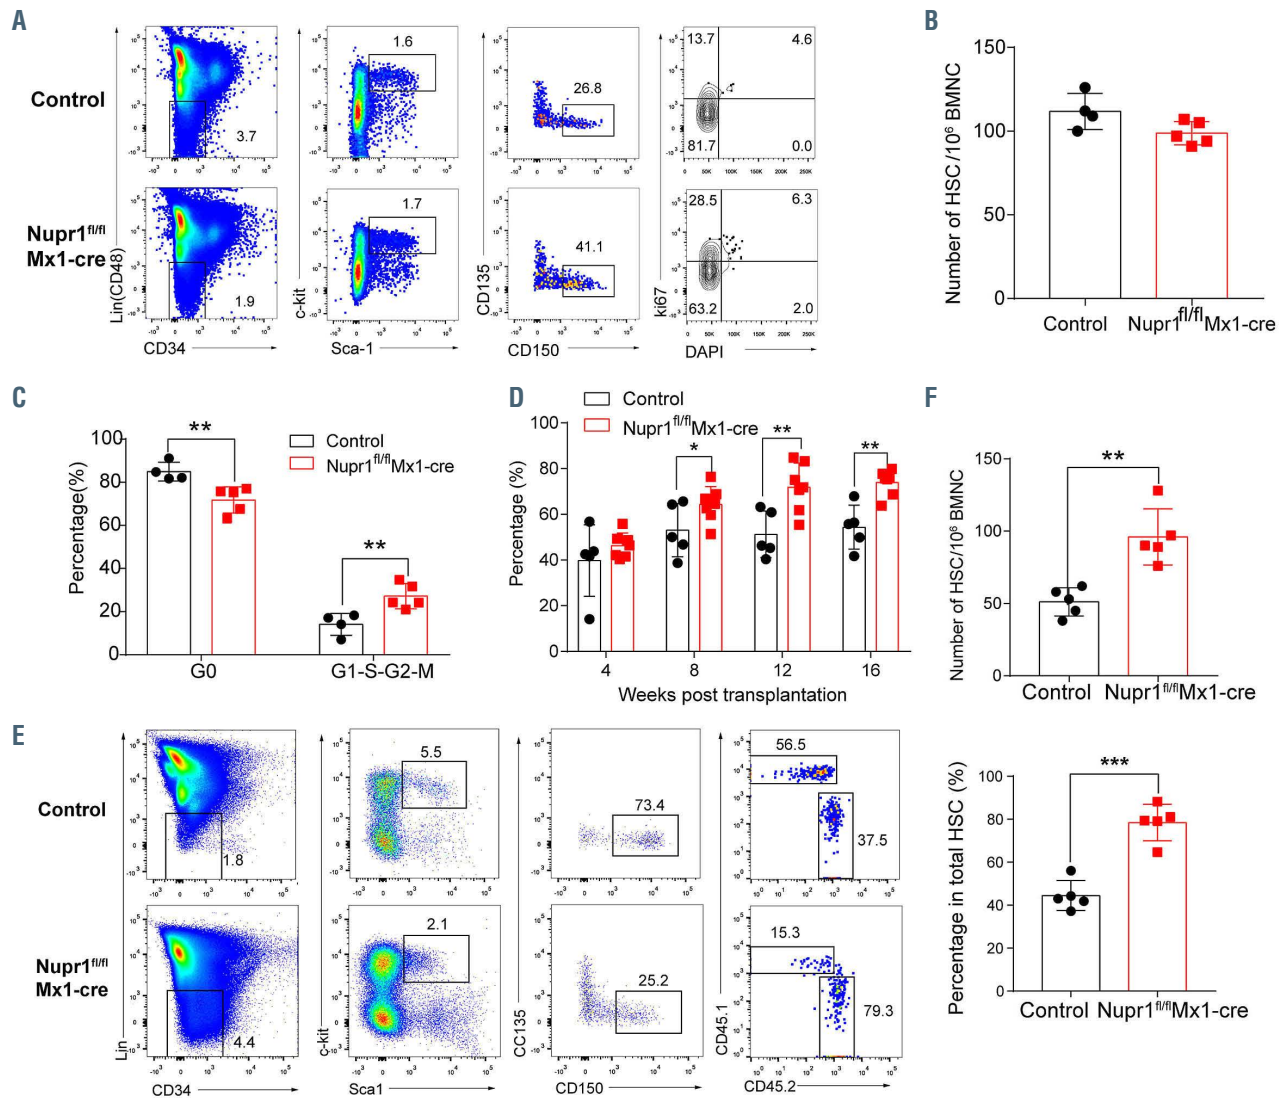 A
Control
Nupr1fl/fl
Mx1-cre
Lin(CD48)
CD34
3.7
1.9
c-kit
Sca-1
1.6
1.7
CD135
CD150
26.8
41.1
ki67
DAPI
13.7 4.6
81.7 0.0
28.5 6.3
63.2 2.0
B
Number of HSC /10⁶ BMNC
150
100
50
0
Control Nupr1fl/flMx1-cre
C
Percentage(%)
100
80
60
40
20
0
** **
Control
Nupr1fl/flMx1-cre
G0 G1-S-G2-M
D
Control
Nupr1fl/flMx1-cre
Percentage (%)
100
80
60
40
20
0
* ** **
4 8 12 16
Weeks post transplantation
F
Number of HSC/10⁶ BMNC
150
100
50
0
**
Control Nupr1fl/flMx1-cre
Percentage in total HSC (%)
100
80
60
40
20
0
***
Control Nupr1fl/flMx1-cre
E
Control
Nupr1fl/fl
Mx1-cre
Lin
CD34
1.8
4.4
c-kit
Sca1
5.5
2.1
CC135
CD150
73.4
25.2
CD45.1
CD45.2
56.5
37.5
15.3
79.3